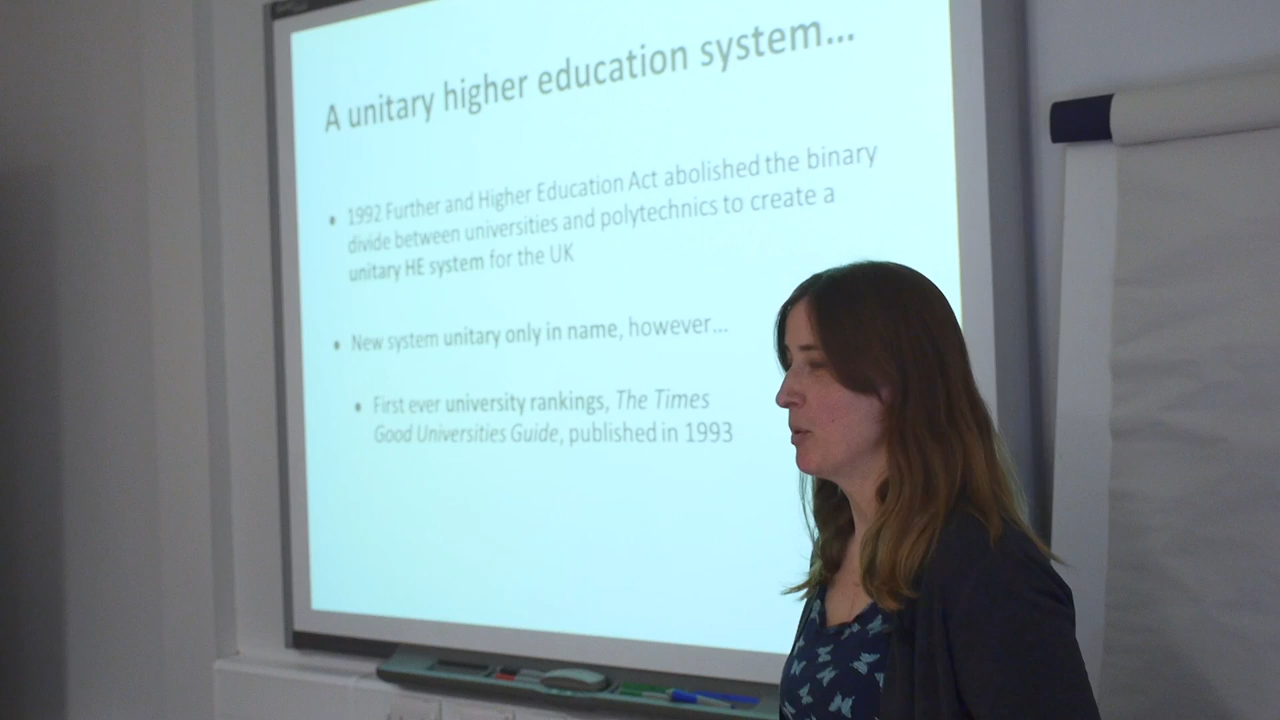 A unitary higher education system...
• 1992 Further and Higher Education Act abolished the binary
divide between universities and polytechnics to create a
unitary HE system for the UK
• New system unitary only in name, however...
• First ever university rankings, The Times
Good Universities Guide, published in 1993